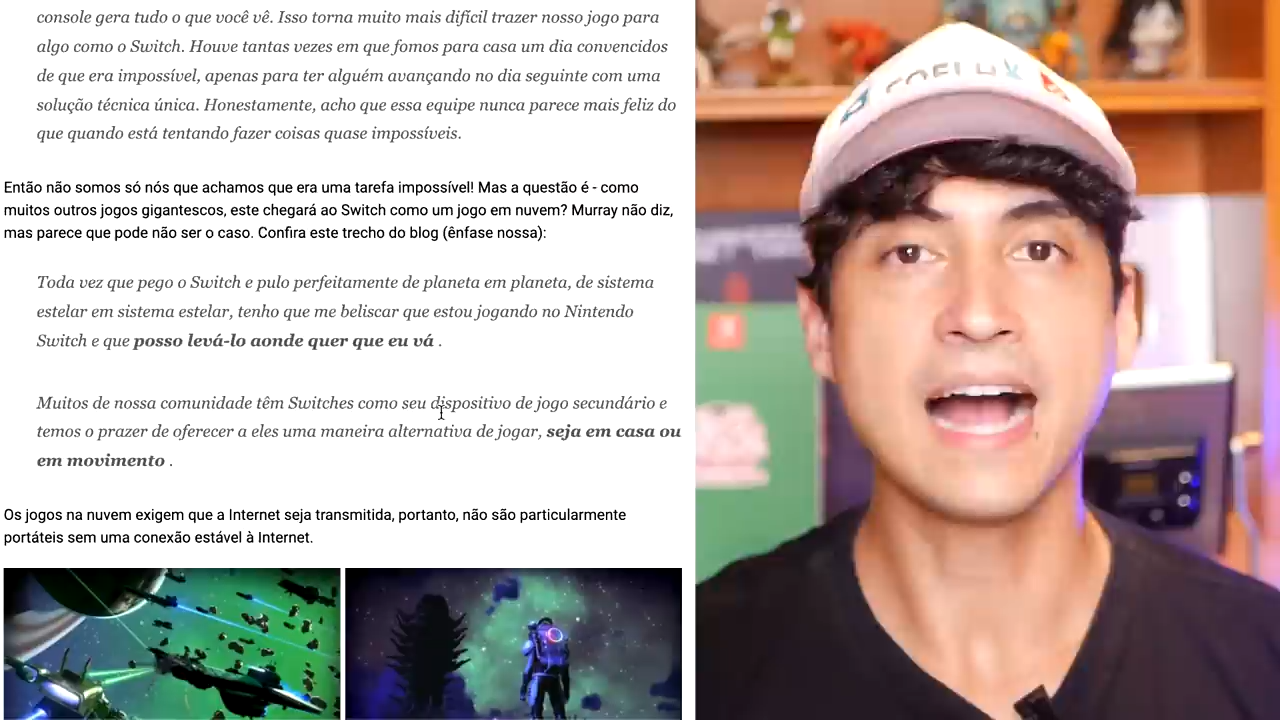 console gera tudo o que você vê. Isso torna muito mais difícil trazer nosso jogo para
algo como o Switch. Houve tantas vezes em que fomos para casa um dia convencidos
de que era impossível, apenas para ter alguém avançando no dia seguinte com uma
solução técnica única. Honestamente, acho que essa equipe nunca parece mais feliz do
que quando está tentando fazer coisas quase impossíveis.
Então não somos só nós que achamos que era uma tarefa impossível! Mas a questão é - como
muitos outros jogos gigantescos, este chegará ao Switch como um jogo em nuvem? Murray não diz,
mas parece que pode não ser o caso. Confira este trecho do blog (ênfase nossa):
Toda vez que pego o Switch e pulo perfeitamente de planeta em planeta, de sistema
estelar em sistema estelar, tenho que me beliscar que estou jogando no Nintendo
Switch e que posso levá-lo aonde quer que eu vá .
Muitos de nossa comunidade têm Switches como seu dispositivo de jogo secundário e
temos o prazer de oferecer a eles uma maneira alternativa de jogar, seja em casa ou
em movimento .
Os jogos na nuvem exigem que a Internet seja transmitida, portanto, não são particularmente
portáteis sem uma conexão estável à Internet.